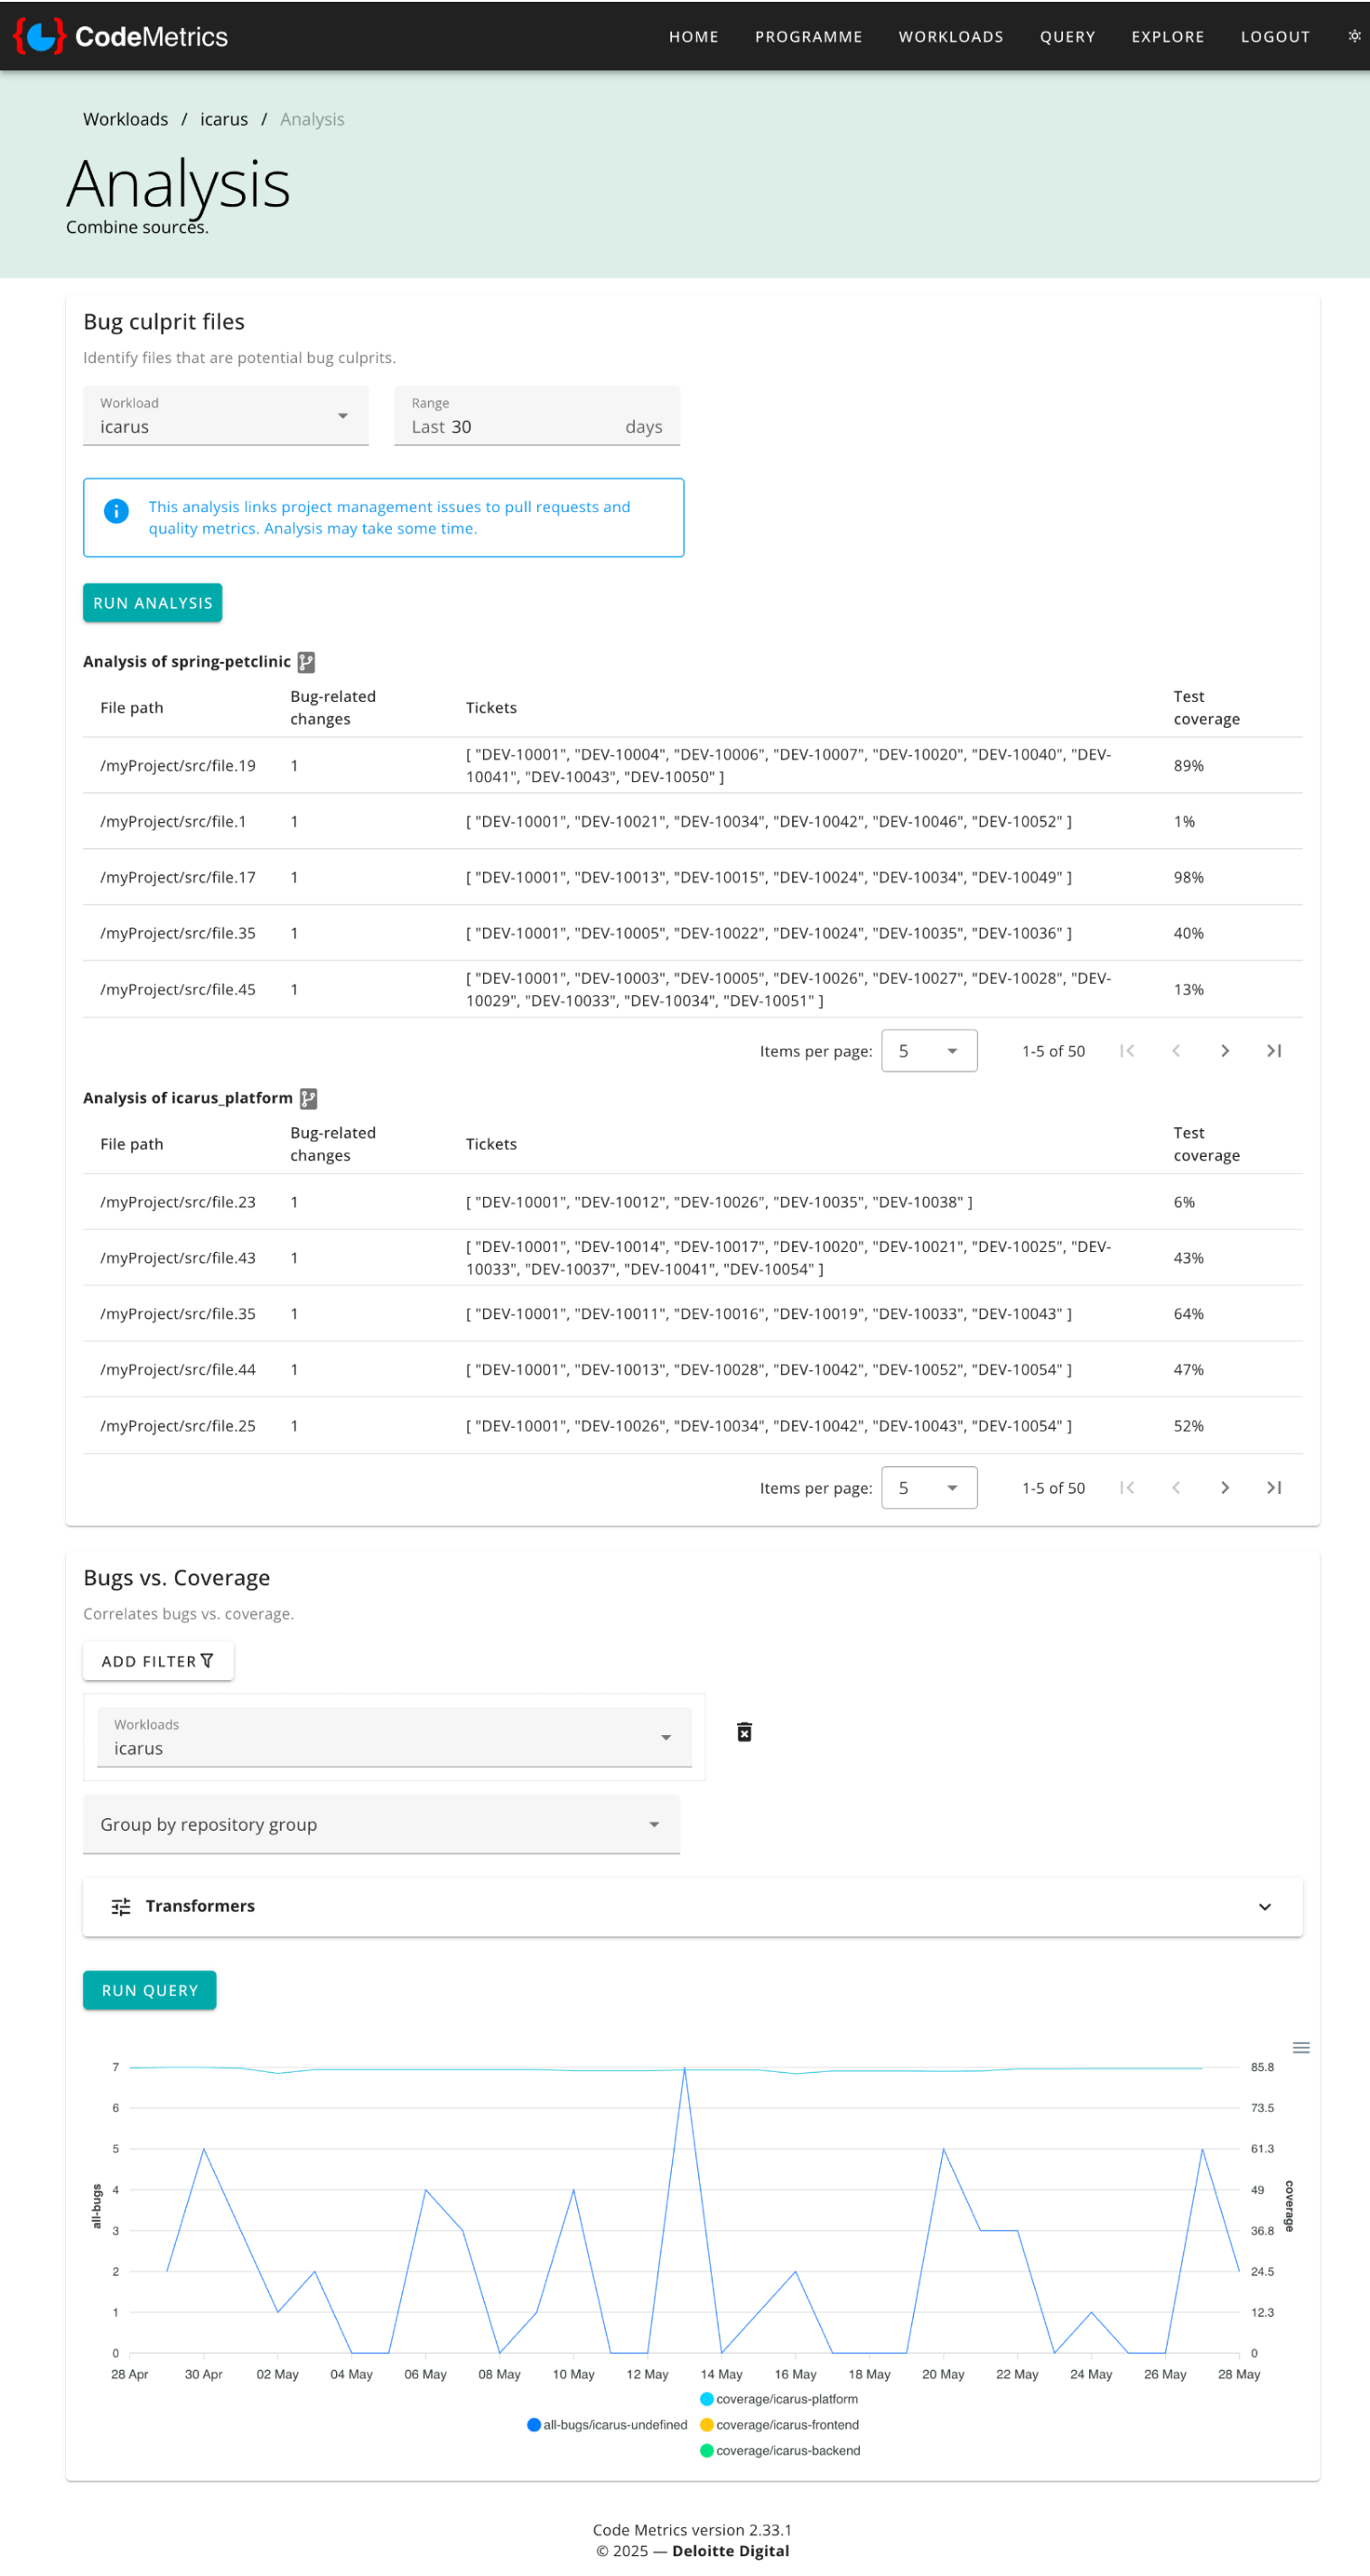 CodeMetrics
HOME PROGRAMME WORKLOADS QUERY EXPLORE LOGOUT
Workloads / icarus / Analysis
Analysis
Combine sources.
Bug culprit files
Identify files that are potential bug culprits.
Workload
icarus
Range
Last 30 days
This analysis links project management issues to pull requests and
quality metrics. Analysis may take some time.
RUN ANALYSIS
Analysis of spring-petclinic
File path Bug-related changes Tickets Test coverage
/myProject/src/file.19 1 [ "DEV-10001", "DEV-10004", "DEV-10006", "DEV-10007", "DEV-10020", "DEV-10040", "DEV-
10041", "DEV-10043", "DEV-10050" ] 89%
/myProject/src/file.1 1 [ "DEV-10001", "DEV-10021", "DEV-10034", "DEV-10042", "DEV-10046", "DEV-10052" ] 1%
/myProject/src/file.17 1 [ "DEV-10001", "DEV-10013", "DEV-10015", "DEV-10024", "DEV-10034", "DEV-10049" ] 98%
/myProject/src/file.35 1 [ "DEV-10001", "DEV-10005", "DEV-10022", "DEV-10024", "DEV-10035", "DEV-10036" ] 40%
/myProject/src/file.45 1 [ "DEV-10001", "DEV-10003", "DEV-10005", "DEV-10026", "DEV-10027", "DEV-10028", "DEV-
10029", "DEV-10033", "DEV-10034", "DEV-10051" ] 13%
Items per page: 5 1-5 of 50
Analysis of icarus_platform
File path Bug-related changes Tickets Test coverage
/myProject/src/file.23 1 [ "DEV-10001", "DEV-10012", "DEV-10026", "DEV-10035", "DEV-10038" ] 6%
/myProject/src/file.43 1 [ "DEV-10001", "DEV-10014", "DEV-10017", "DEV-10020", "DEV-10021", "DEV-10025", "DEV-
10033", "DEV-10037", "DEV-10041", "DEV-10054" ] 43%
/myProject/src/file.35 1 [ "DEV-10001", "DEV-10011", "DEV-10016", "DEV-10019", "DEV-10033", "DEV-10043" ] 64%
/myProject/src/file.44 1 [ "DEV-10001", "DEV-10013", "DEV-10028", "DEV-10042", "DEV-10052", "DEV-10054" ] 47%
/myProject/src/file.25 1 [ "DEV-10001", "DEV-10026", "DEV-10034", "DEV-10042", "DEV-10043", "DEV-10054" ] 52%
Items per page: 5 1-5 of 50
Bugs vs. Coverage
Correlates bugs vs. coverage.
ADD FILTER
Workloads
icarus
Group by repository group
Transformers
RUN QUERY
7 85.8
6 73.5
5 61.3
4 49
3 36.8
2 24.5
1 12.3
0 0
all-bugs
coverage
28 Apr 30 Apr 02 May 04 May 06 May 08 May 10 May 12 May 14 May 16 May 18 May 20 May 22 May 24 May 26 May 28 May
coverage/icarus-platform
all-bugs/icarus-undefined coverage/icarus-frontend
coverage/icarus-backend
Code Metrics version 2.33.1
© 2025 — Deloitte Digital